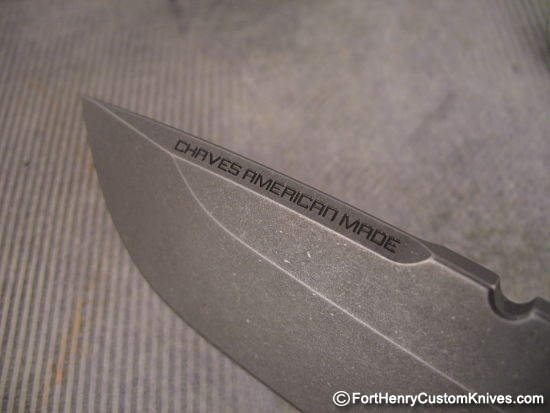 CHAVES AMERICAN MADE
©FortHenryCustomKnives.com